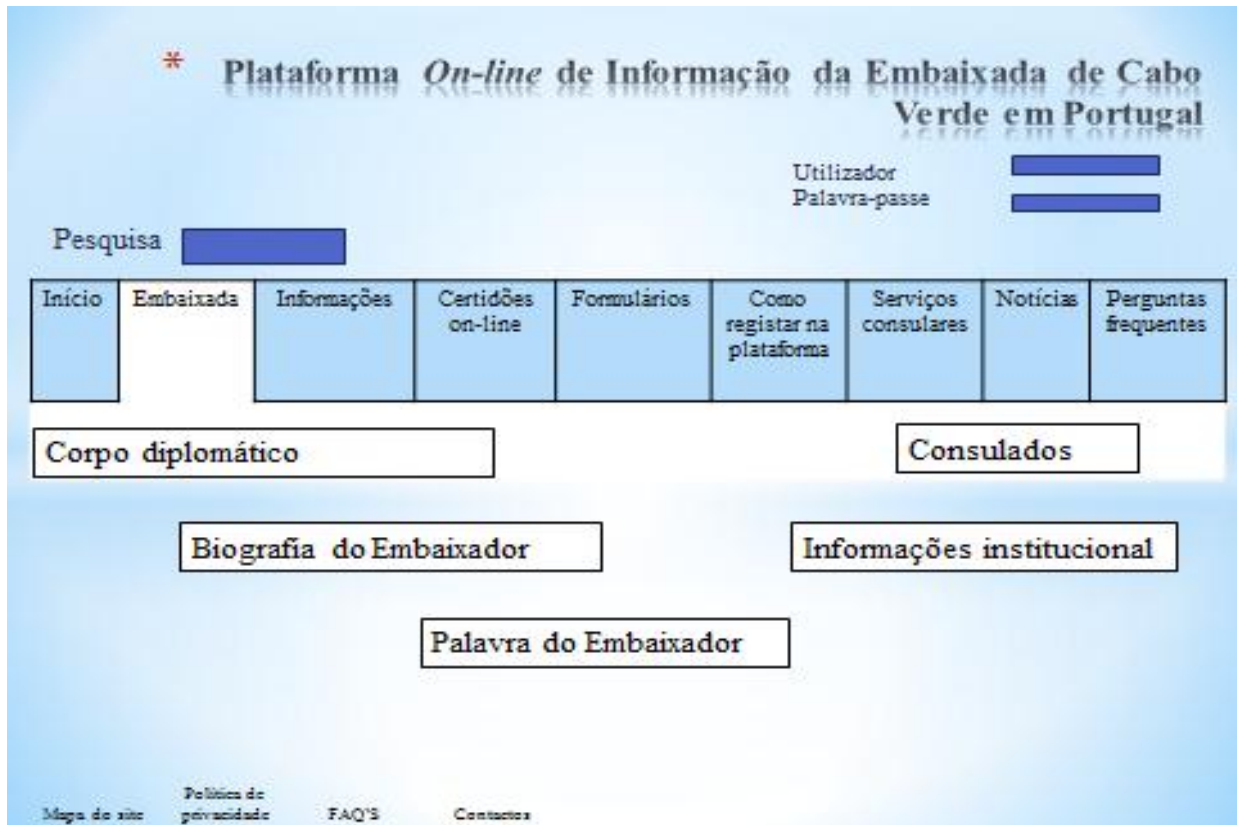 * Plataforma On-line de Informação da Embaixada de Cabo
Verde em Portugal
Utilizador
Palavra-passe
Pesquisa
Início
Embaixada
Informações
Certidões
on-line
Formulários
Como
registar na
plataforma
Serviços
consulares
Notícias
Perguntas
frequentes
Corpo diplomático
Consulados
Biografia do Embaixador
Informações institucional
Palavra do Embaixador
Mapa do site
Política de
privacidade
FAQ'S
Contactos